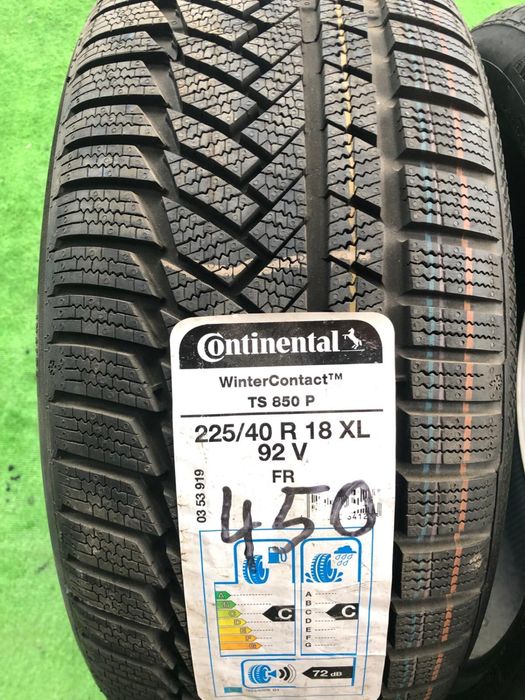 Continental
WinterContact™
TS 850 P
225/40 R 18 XL
92 V
FR
03 53 919
450
A
B
C
D
E
F
G
C
A
B
C
E
F
G
C
72 dB